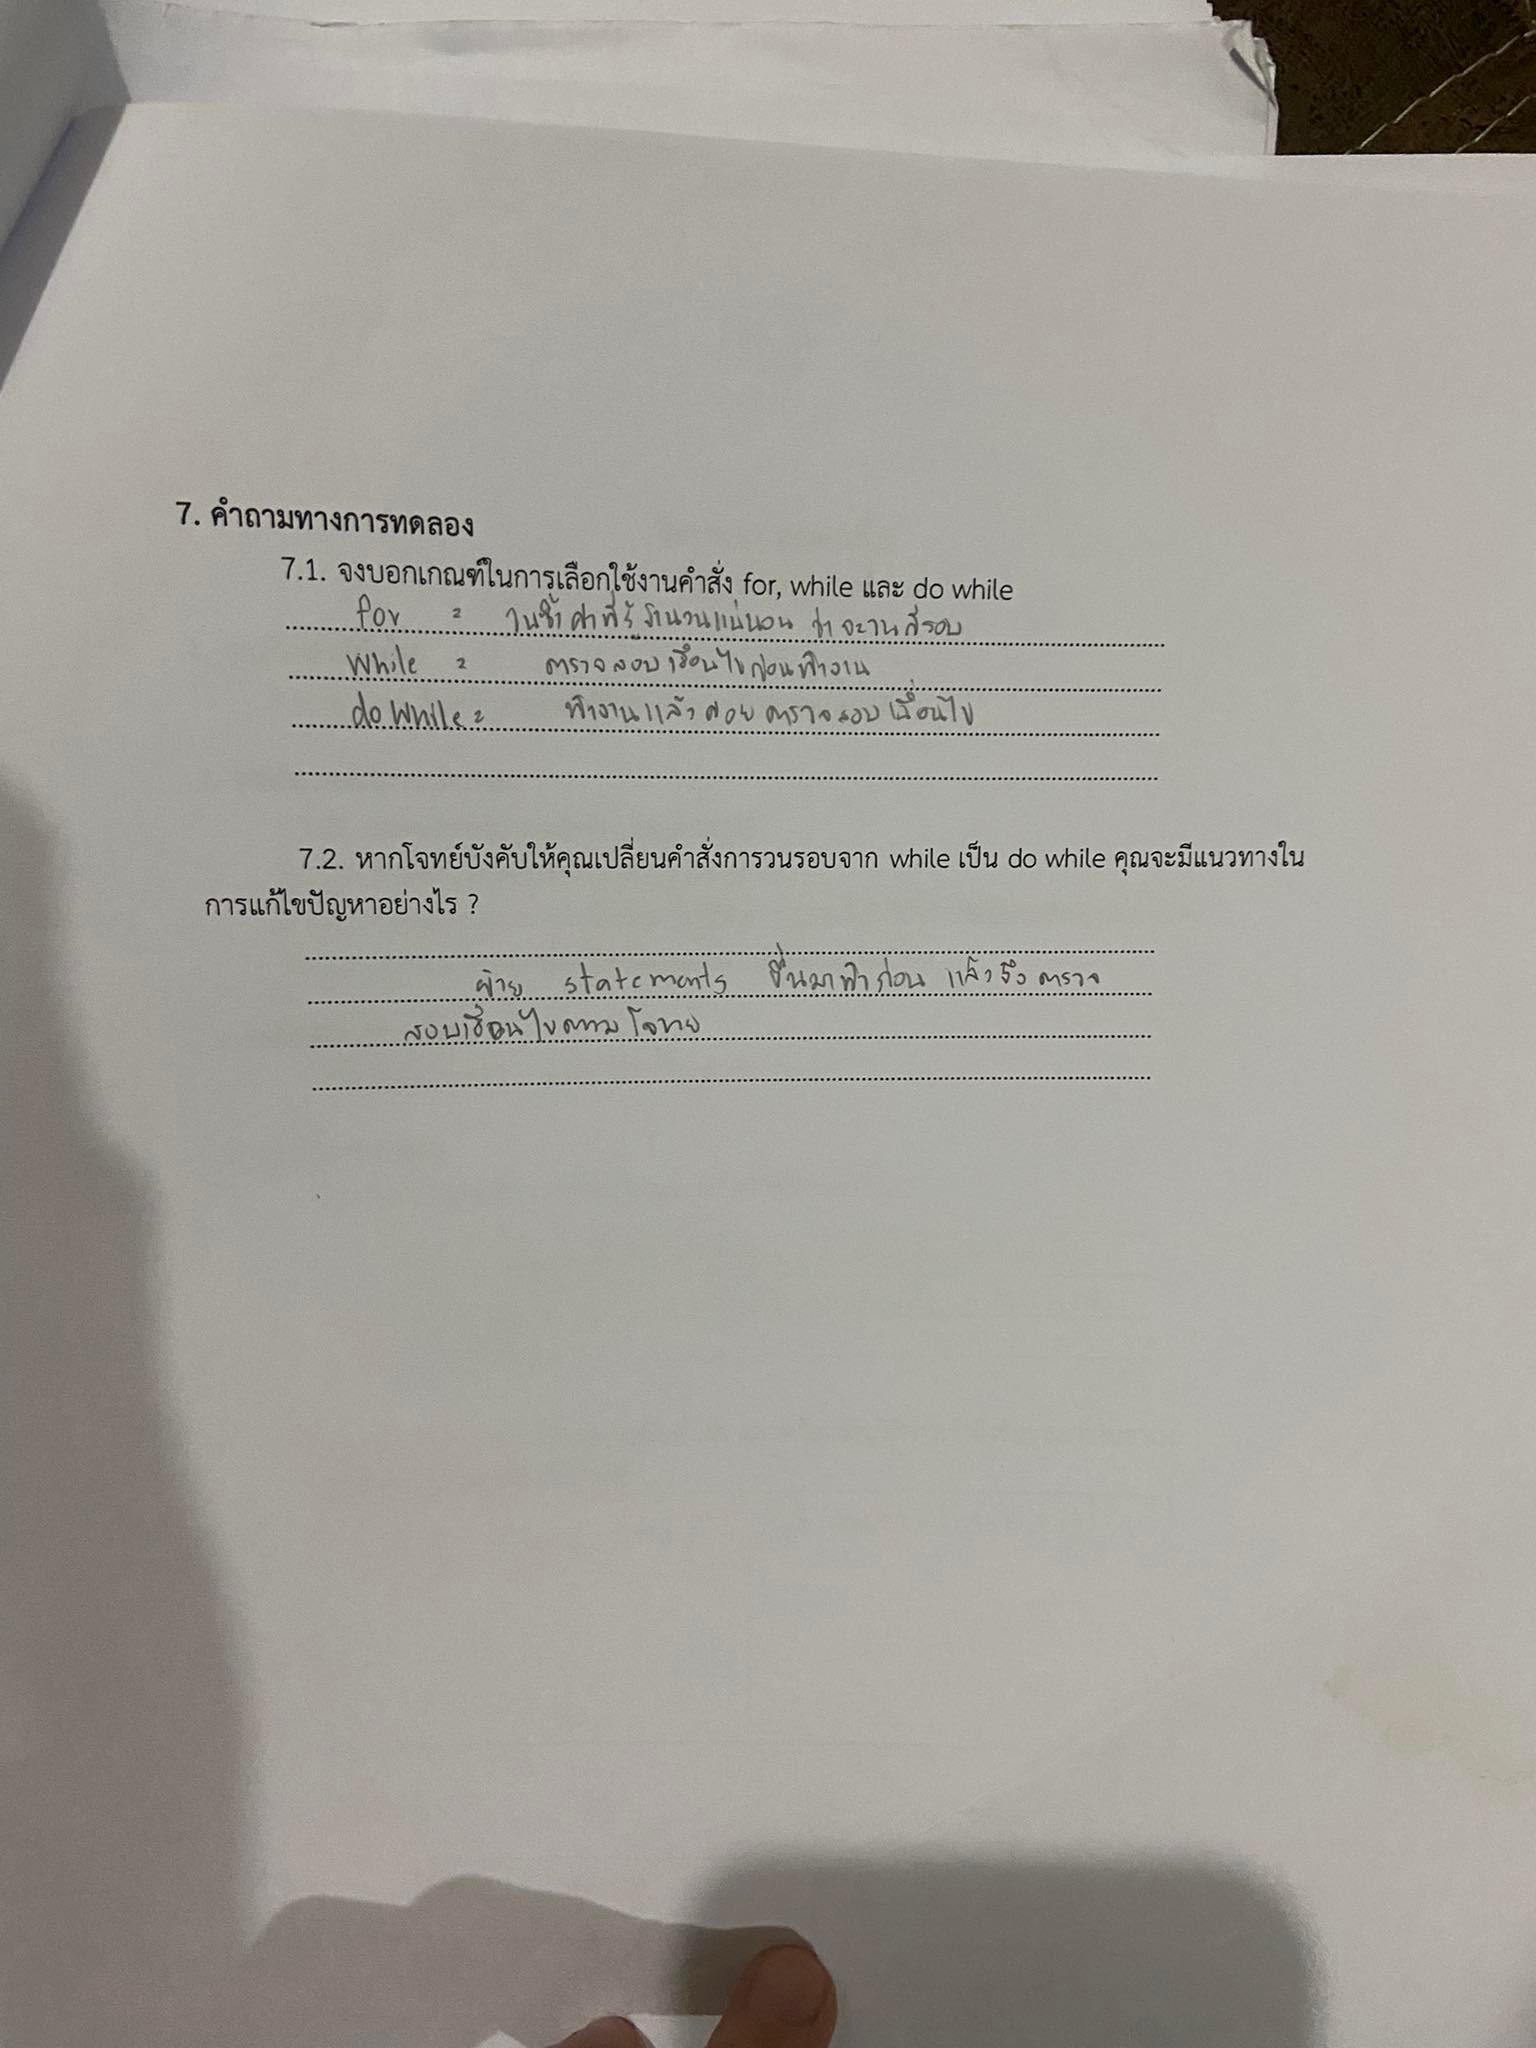 7. คำถามทางการทดลอง
7.1. จงบอกเกณฑ์ในการเลือกใช้งานคำสั่ง for, while และ do while
for = วนซ้ำค่าที่รู้จำนวนแน่นอน ว่าจะวนกี่รอบ
While = ตรวจสอบเงื่อนไขก่อนทำงาน
do While = ทำงานแล้วค่อยตรวจสอบเงื่อนไข
7.2. หากโจทย์บังคับให้คุณเปลี่ยนคำสั่งการวนรอบจาก while เป็น do while คุณจะมีแนวทางใน
การแก้ไขปัญหาอย่างไร ?
ย้าย statements ขึ้นมาทำก่อน แล้วจึงตรวจ
สอบเงื่อนไขตามโจทย์